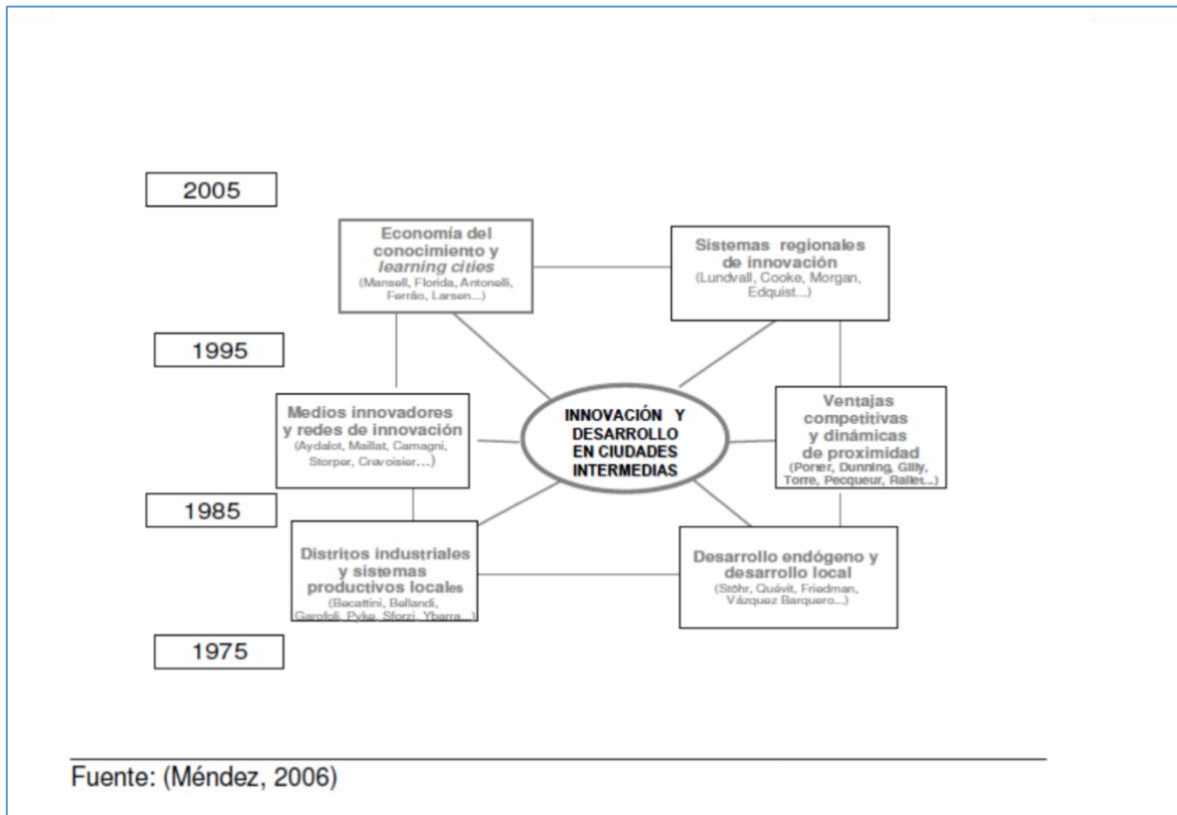 2005
Economía del
conocimiento y
learning cities
(Mansell, Florida, Antonelli,
Ferrão, Larsen...)
Sistemas regionales
de innovación
(Lundvall, Cooke, Morgan,
Edquist...)
1995
Medios innovadores
y redes de innovación
(Aydalot, Maillat, Camagni,
Storper, Crevoisier...)
INNOVACIÓN Y
DESARROLLO
EN CIUDADES
INTERMEDIAS
Ventajas
competitivas
y dinámicas
de proximidad
(Porter, Dunning, Gilly,
Torre, Pecqueur, Rallet...)
1985
Distritos industriales
y sistemas
productivos locales
(Becattini, Bellandi,
Garofoli, Pyke, Sforzi, Ybarra...)
Desarrollo endógeno y
desarrollo local
(Stöhr, Quévit, Friedman,
Vázquez Barquero...)
1975
Fuente: (Méndez, 2006)